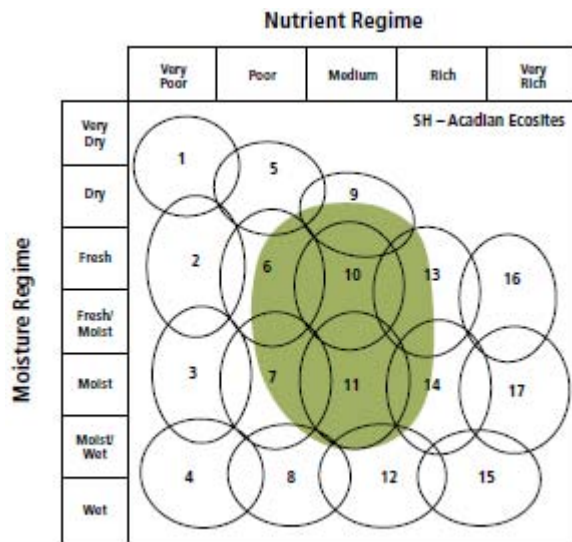 Nutrient Regime
Very
Poor
Poor
Medium
Rich
Very
Rich
SH – Acadian Ecosites
Moisture Regime
Very
Dry
Dry
Fresh
Fresh/
Moist
Moist
Moist/
Wet
Wet
1
5
9
2
6
10
13
16
3
7
11
14
17
4
8
12
15